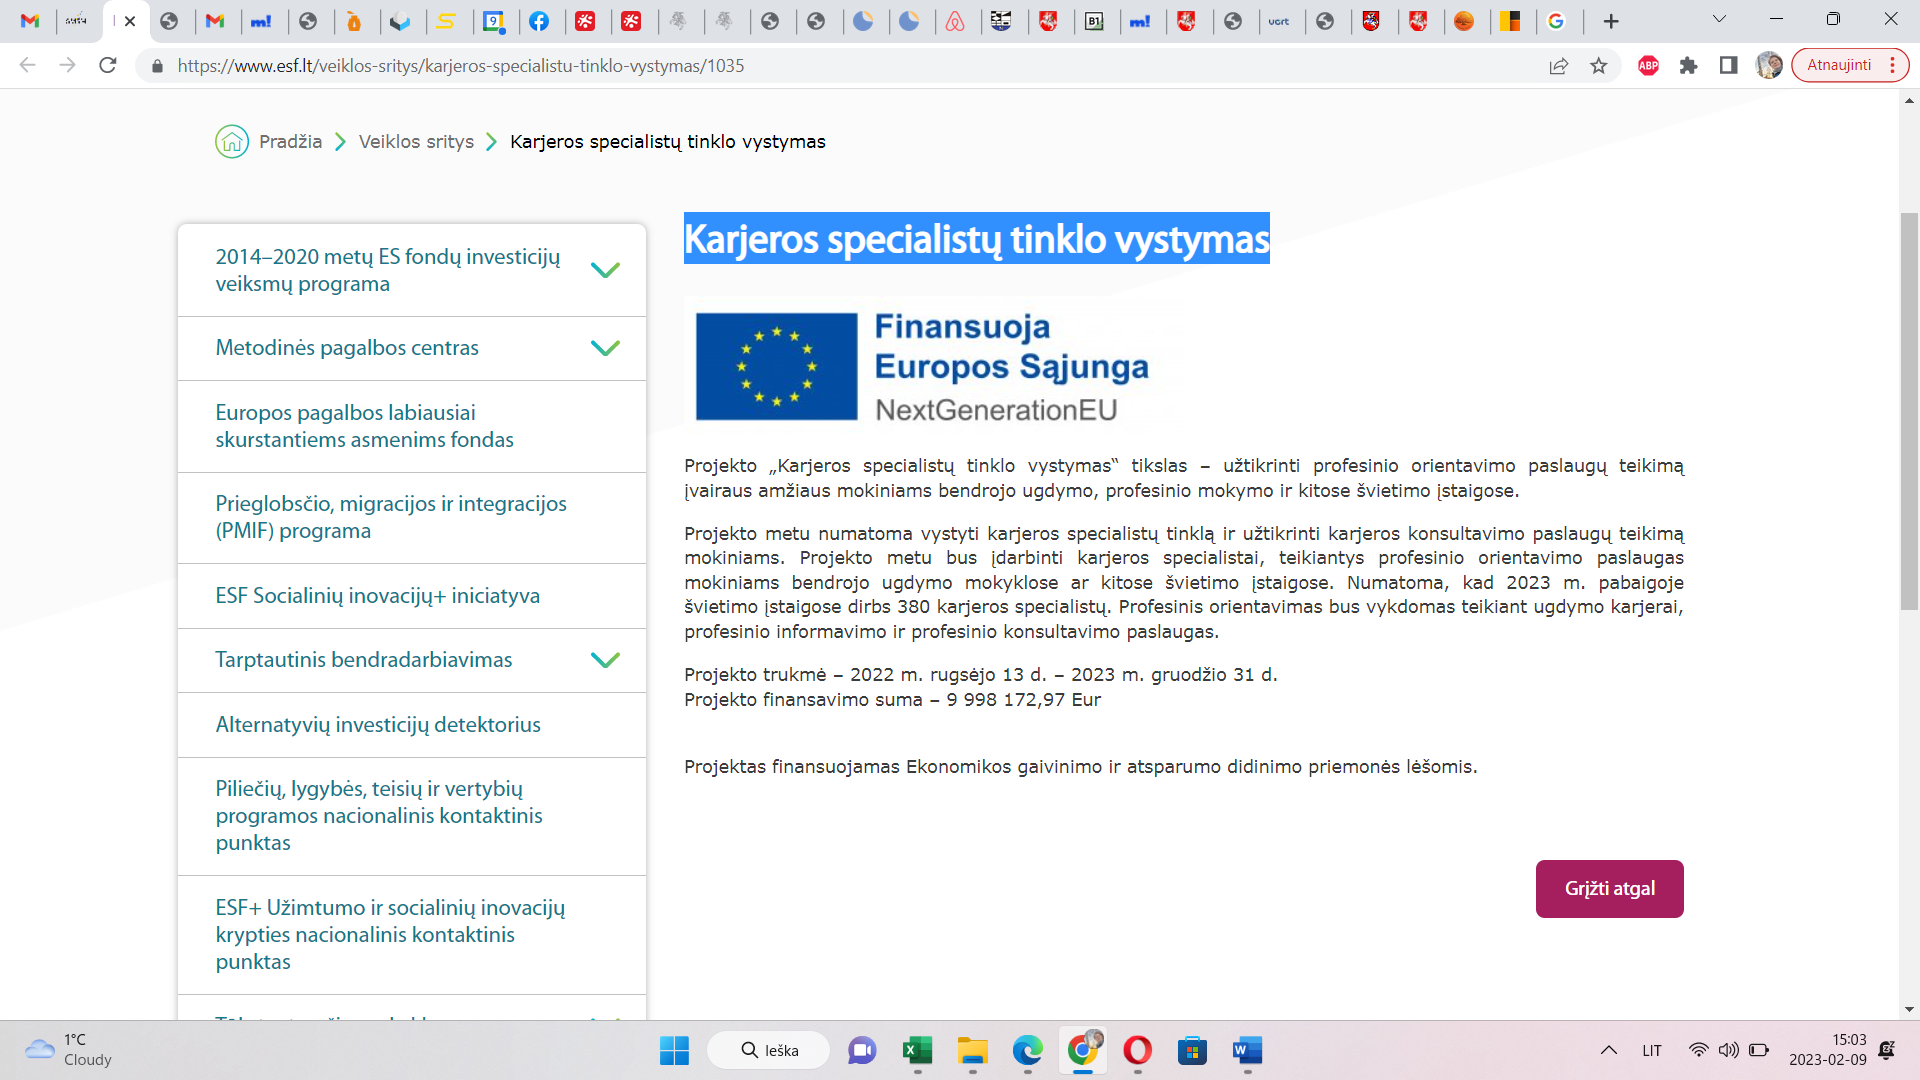 https://www.esf.lt/veiklos-sritys/karjeros-specialistu-tinklo-vystymas/1035
Atnaujinti
Pradžia
Veiklos sritys
Karjeros specialistų tinklo vystymas
2014–2020 metų ES fondų investicijų
veiksmų programa
Metodinės pagalbos centras
Europos pagalbos labiausiai
skurstantiems asmenims fondas
Prieglobsčio, migracijos ir integracijos
(PMIF) programa
ESF Socialinių inovacijų+ iniciatyva
Tarptautinis bendradarbiavimas
Alternatyvių investicijų detektorius
Piliečių, lygybės, teisių ir vertybių
programos nacionalinis kontaktinis
punktas
ESF+ Užimtumo ir socialinių inovacijų
krypties nacionalinis kontaktinis
punktas
Karjeros specialistų tinklo vystymas
Finansuoja
Europos Sąjunga
NextGenerationEU
Projekto „Karjeros specialistų tinklo vystymas“ tikslas – užtikrinti profesinio orientavimo paslaugų teikimą
įvairaus amžiaus mokiniams bendrojo ugdymo, profesinio mokymo ir kitose švietimo įstaigose.
Projekto metu numatoma vystyti karjeros specialistų tinklą ir užtikrinti karjeros konsultavimo paslaugų teikimą
mokiniams. Projekto metu bus įdarbinti karjeros specialistai, teikiantys profesinio orientavimo paslaugas
mokiniams bendrojo ugdymo mokyklose ar kitose švietimo įstaigose. Numatoma, kad 2023 m. pabaigoje
švietimo įstaigose dirbs 380 karjeros specialistų. Profesinis orientavimas bus vykdomas teikiant ugdymo karjerai,
profesinio informavimo ir profesinio konsultavimo paslaugas.
Projekto trukmė – 2022 m. rugsėjo 13 d. – 2023 m. gruodžio 31 d.
Projekto finansavimo suma – 9 998 172,97 Eur
Projektas finansuojamas Ekonomikos gaivinimo ir atsparumo didinimo priemonės lėšomis.
Grįžti atgal
1°C
Cloudy
Ieška
LIT
15:03
2023-02-09